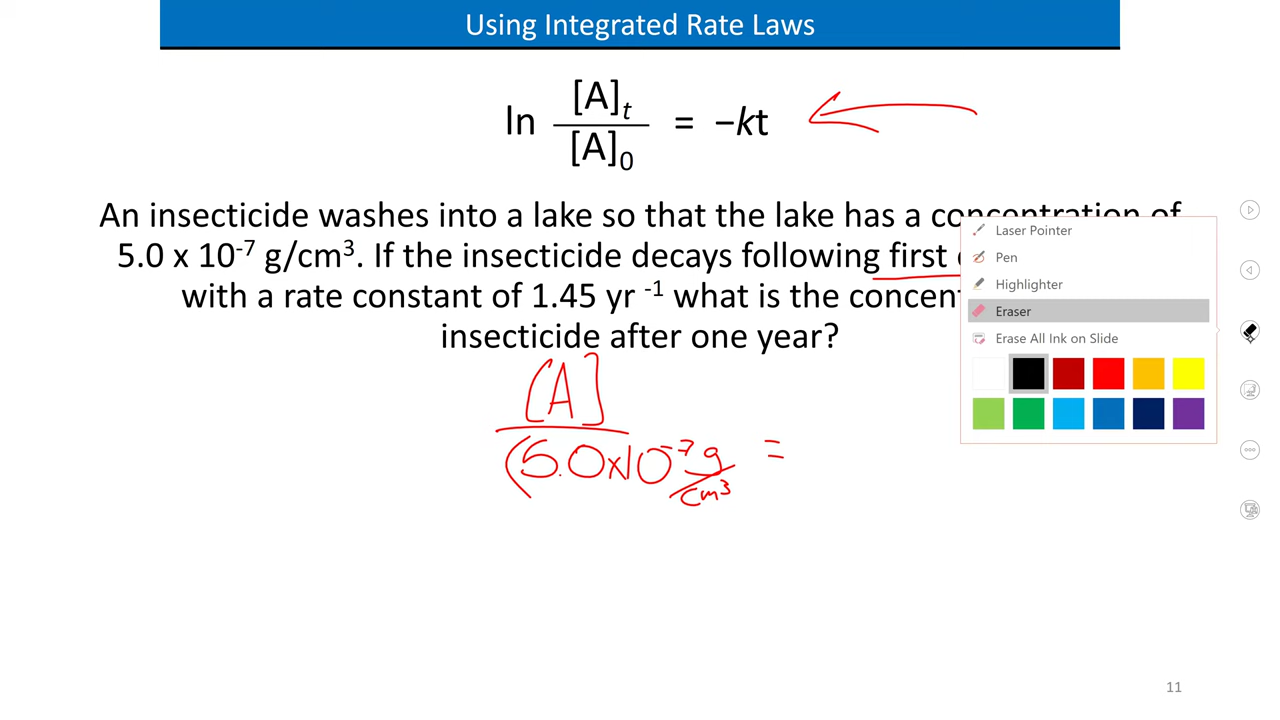 Using Integrated Rate Laws
ln [A]t / [A]0 = −kt
An insecticide washes into a lake so that the lake has a concentration of
5.0 x 10⁻⁷ g/cm³. If the insecticide decays following first
with a rate constant of 1.45 yr ⁻¹ what is the
insecticide after one year?
Laser Pointer
Pen
Highlighter
Eraser
Erase All Ink on Slide
[A]
(5.0x10⁻⁷ g/cm³ =
11